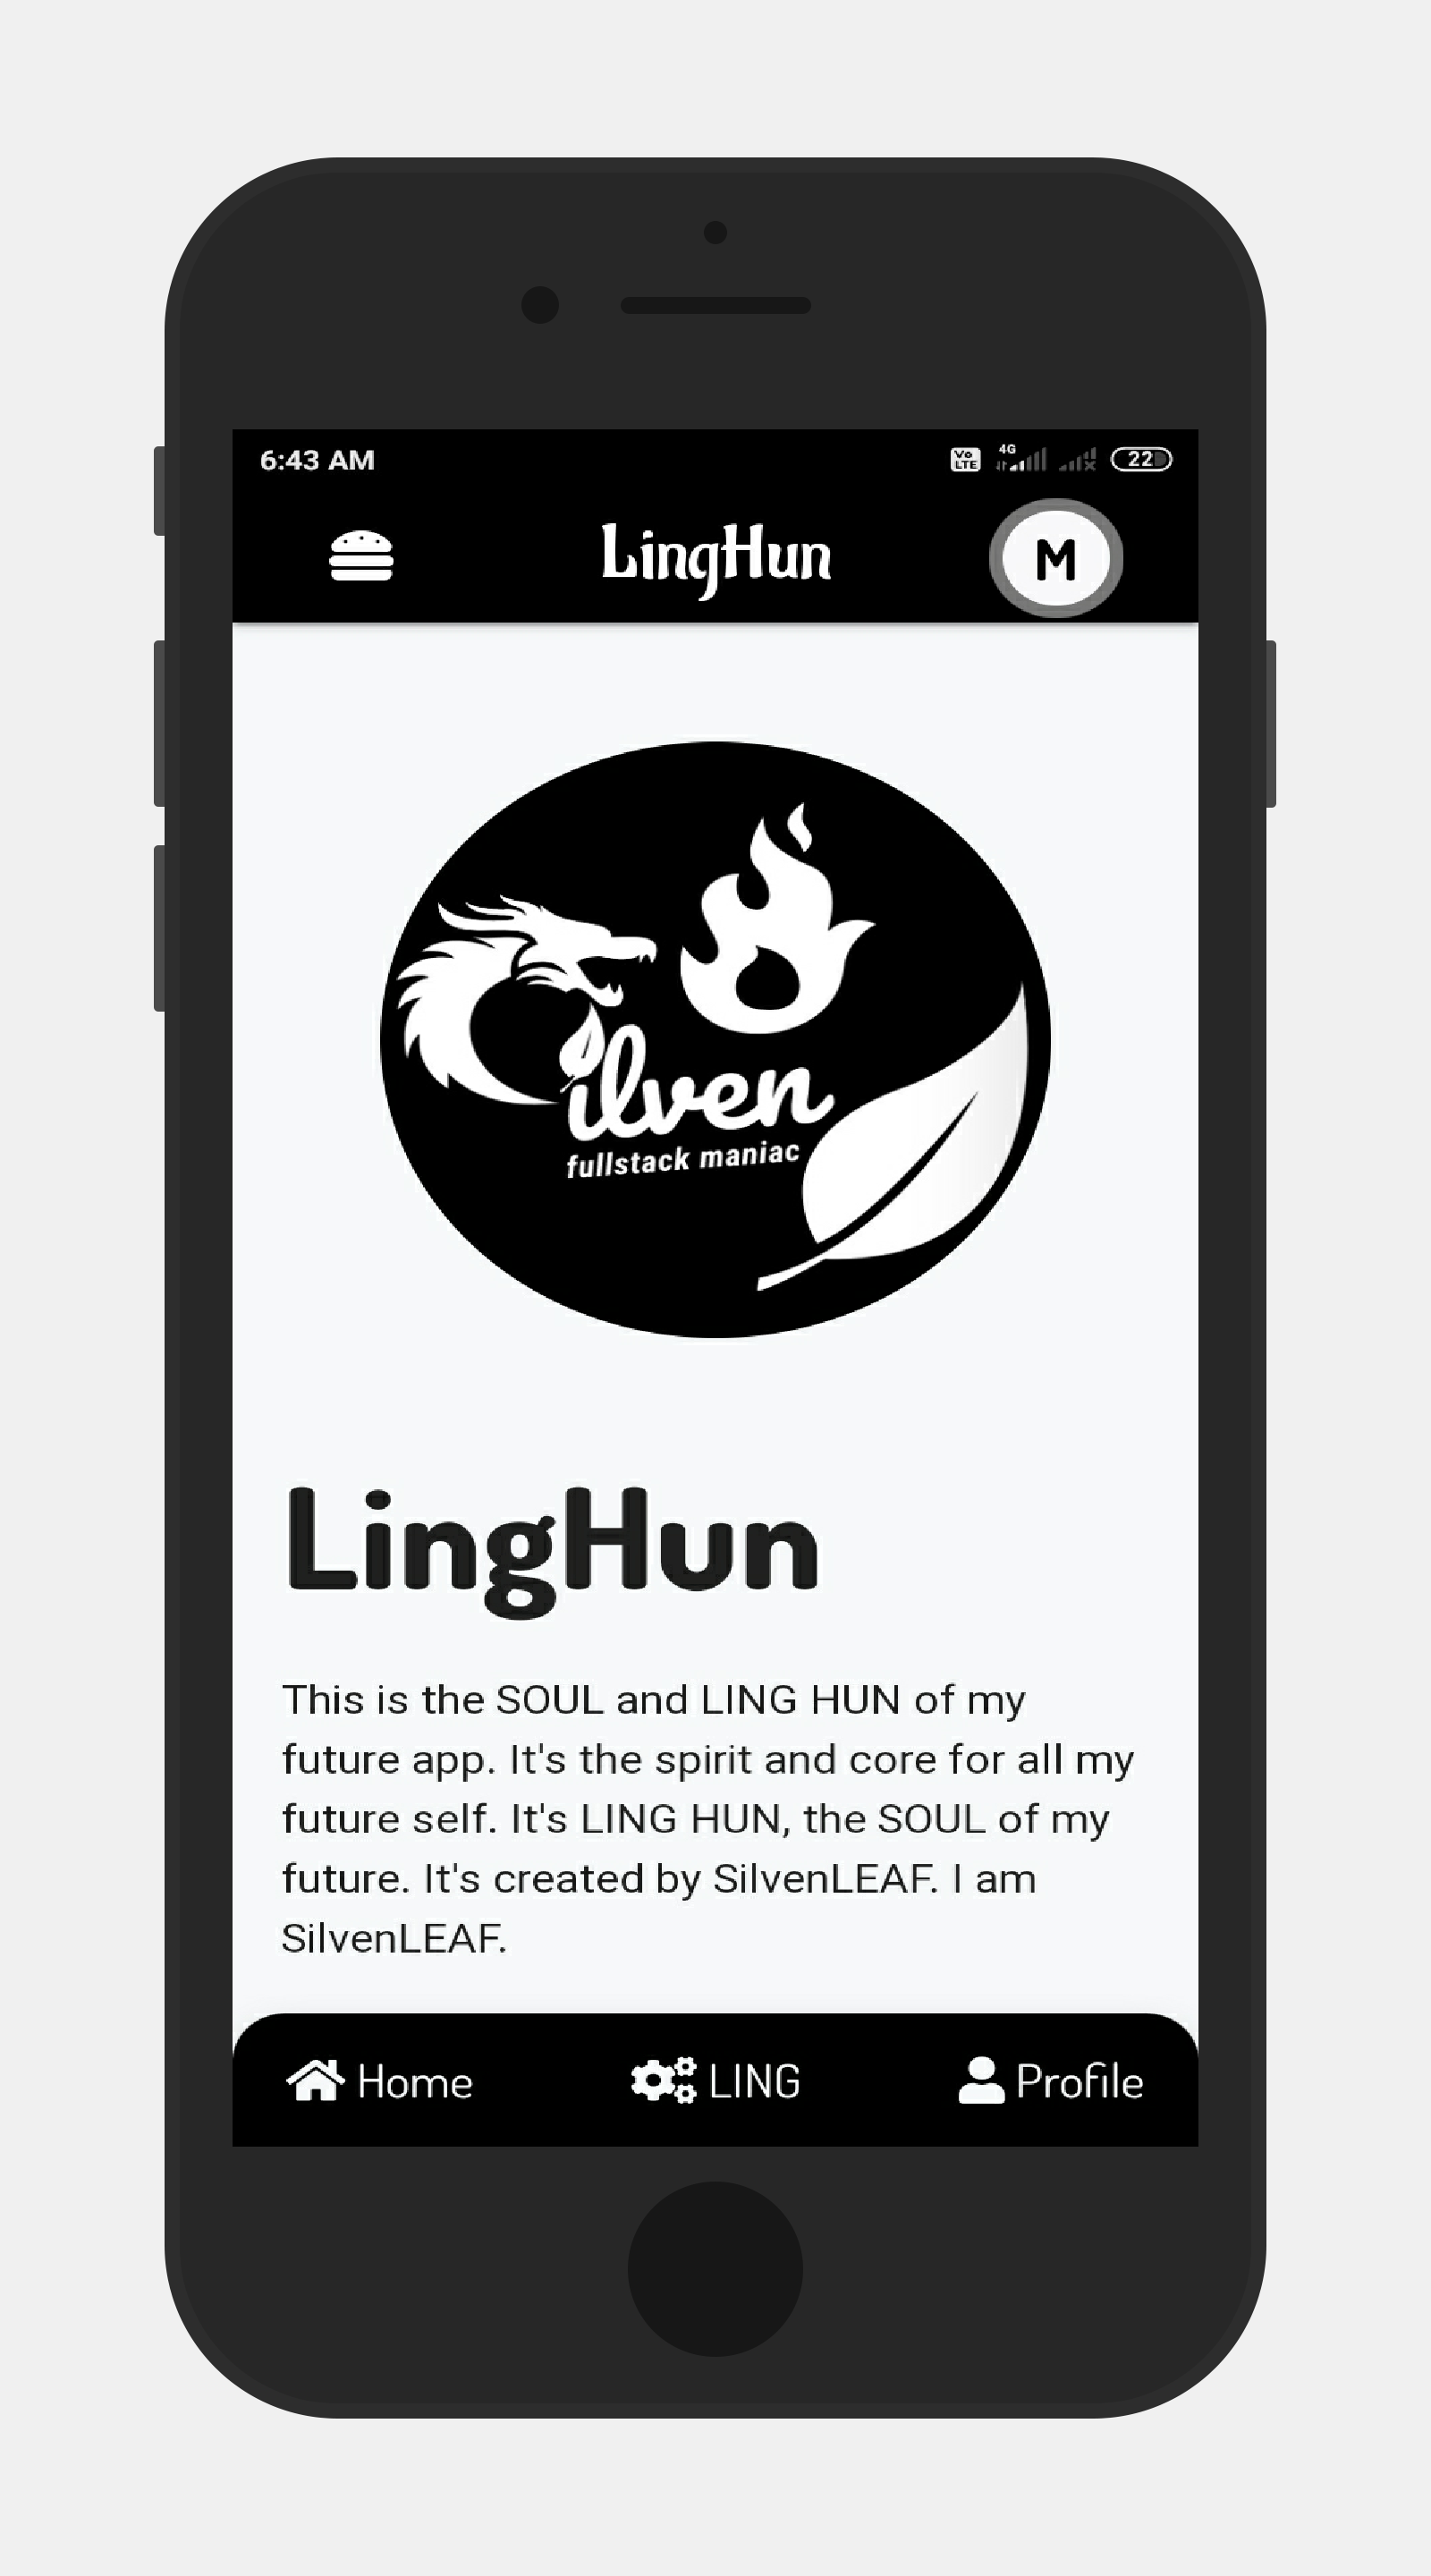 6:43 AM
Vo LTE 4G 22
LingHun
M
ilven
fullstack maniac
LingHun
This is the SOUL and LING HUN of my
future app. It's the spirit and core for all my
future self. It's LING HUN, the SOUL of my
future. It's created by SilvenLEAF. I am
SilvenLEAF.
Home LING Profile